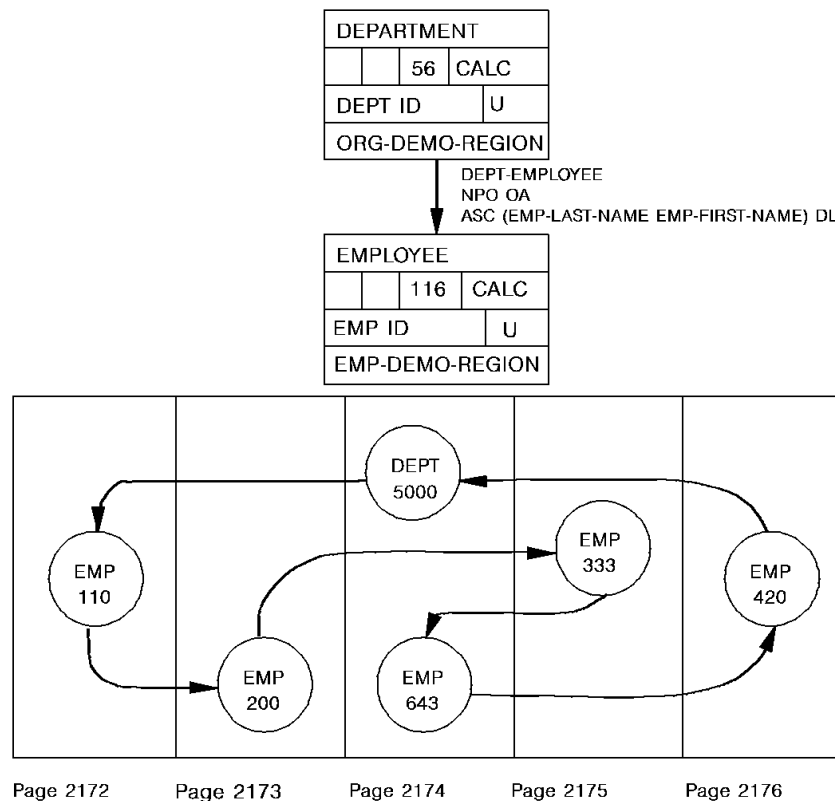 DEPARTMENT
56 CALC
DEPT ID U
ORG-DEMO-REGION
DEPT-EMPLOYEE
NPO OA
ASC (EMP-LAST-NAME EMP-FIRST-NAME) DL
EMPLOYEE
116 CALC
EMP ID U
EMP-DEMO-REGION
DEPT
5000
EMP
333
EMP
110
EMP
420
EMP
200
EMP
643
Page 2172 Page 2173 Page 2174 Page 2175 Page 2176